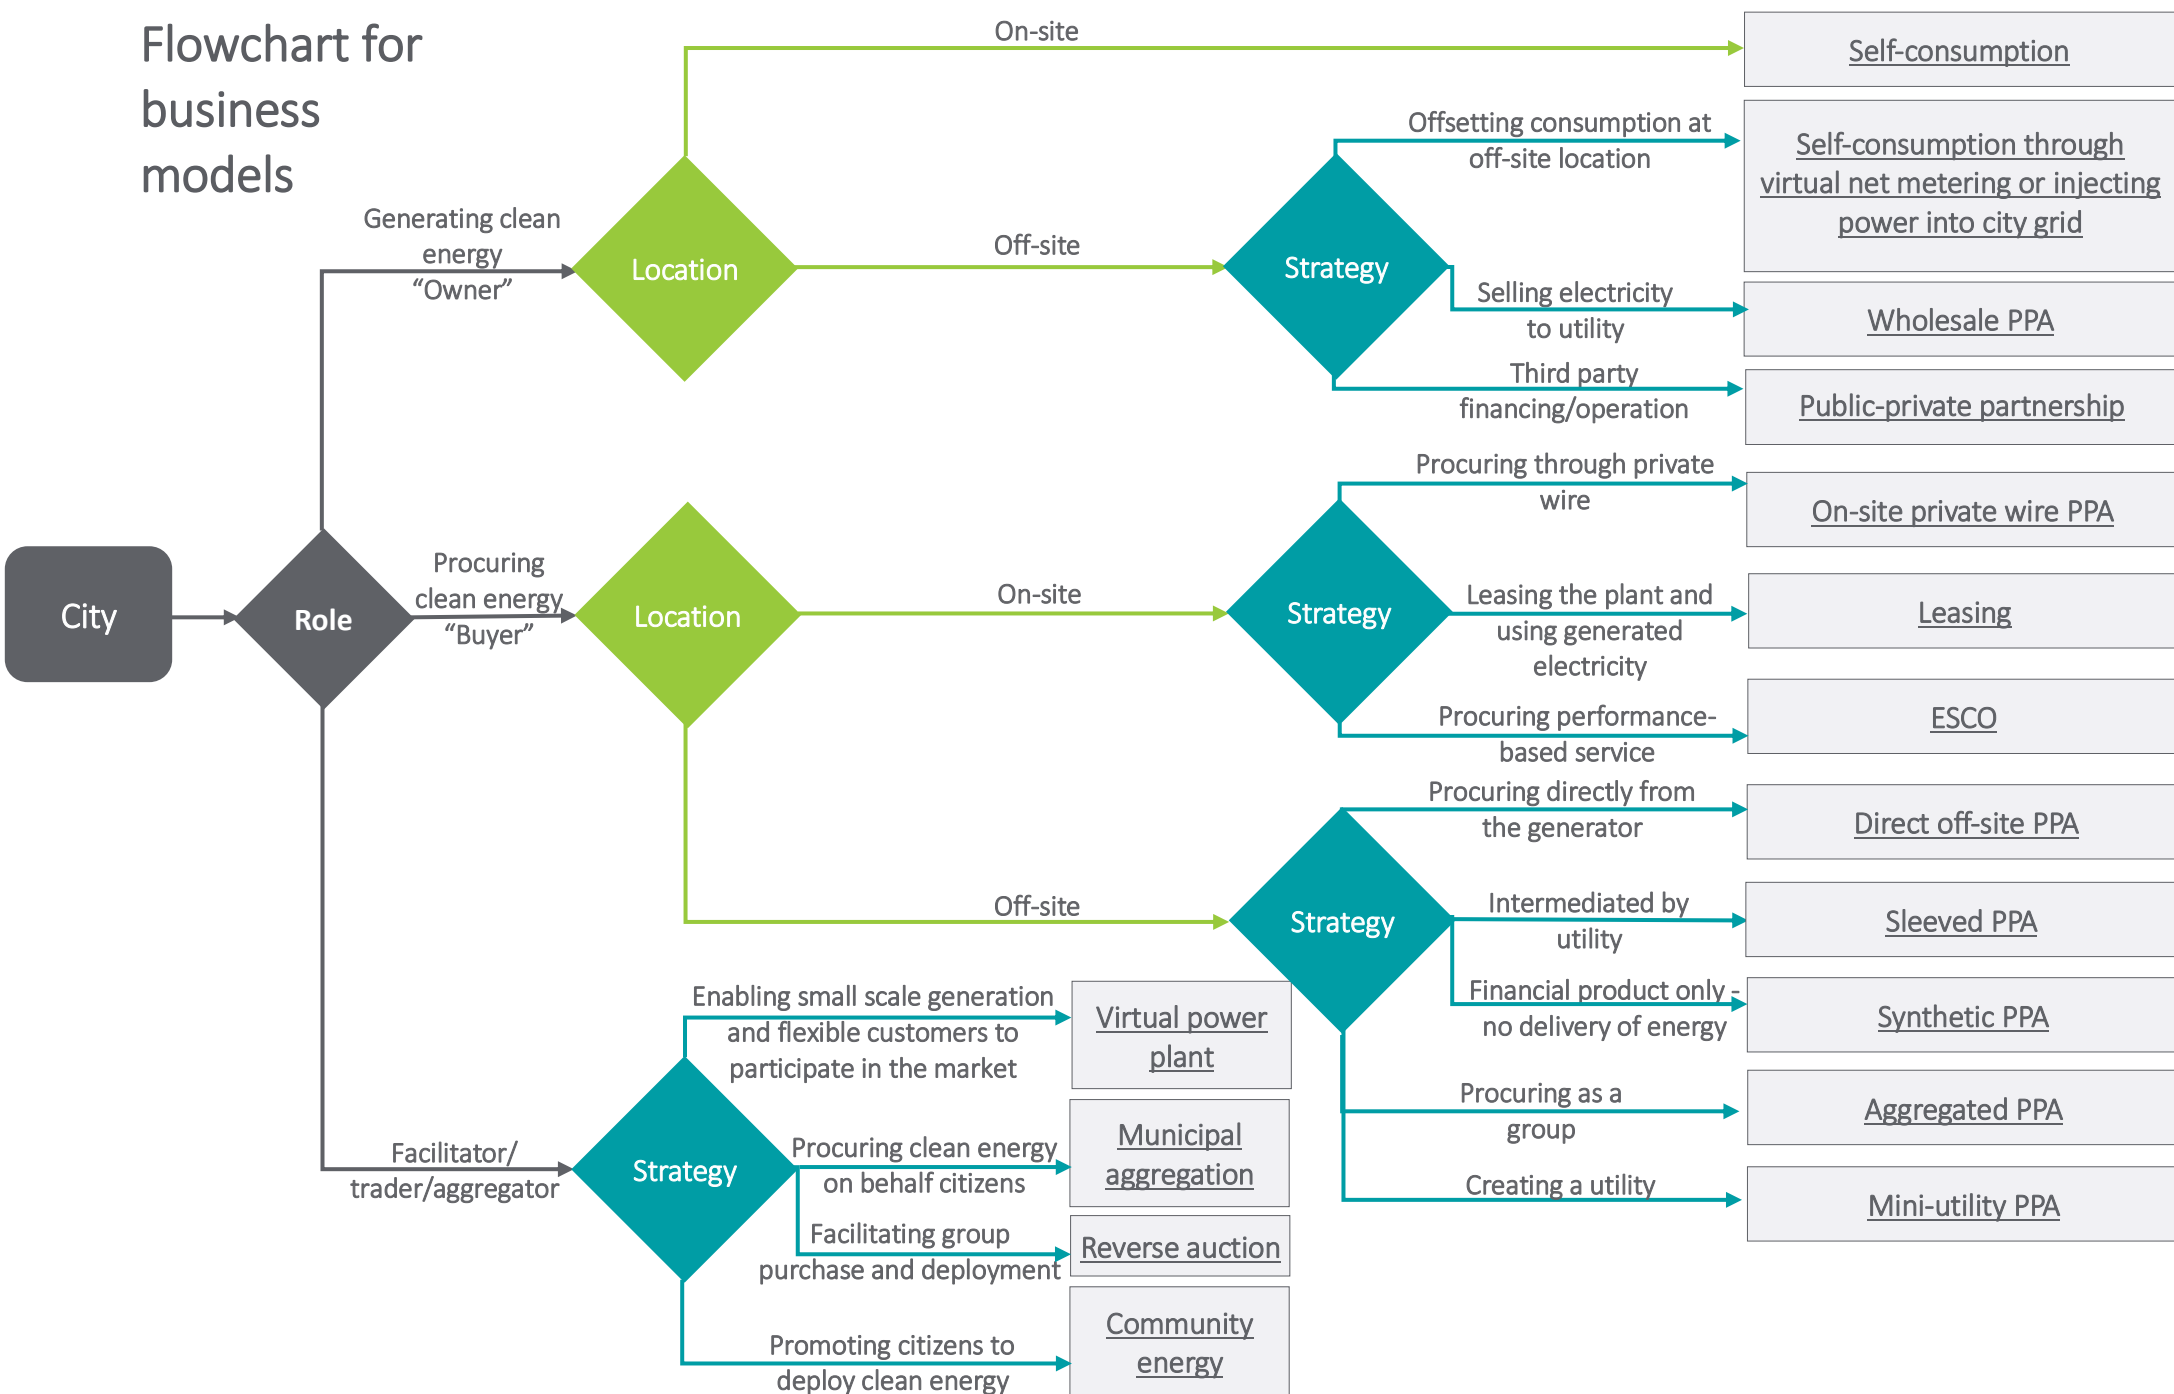 Flowchart for
business
models
City
Role
Generating clean
energy
“Owner”
Location
On-site
Self-consumption
Off-site
Strategy
Offsetting consumption at
off-site location
Self-consumption through
virtual net metering or injecting
power into city grid
Selling electricity
to utility
Wholesale PPA
Third party
financing/operation
Public-private partnership
Procuring
clean energy
“Buyer”
Location
On-site
Strategy
Procuring through private
wire
On-site private wire PPA
Leasing the plant and
using generated
electricity
Leasing
Procuring performance-
based service
ESCO
Off-site
Strategy
Procuring directly from
the generator
Direct off-site PPA
Intermediated by
utility
Sleeved PPA
Financial product only -
no delivery of energy
Synthetic PPA
Procuring as a
group
Aggregated PPA
Creating a utility
Mini-utility PPA
Facilitator/
trader/aggregator
Strategy
Enabling small scale generation
and flexible customers to
participate in the market
Virtual power
plant
Procuring clean energy
on behalf citizens
Municipal
aggregation
Facilitating group
purchase and deployment
Reverse auction
Promoting citizens to
deploy clean energy
Community
energy